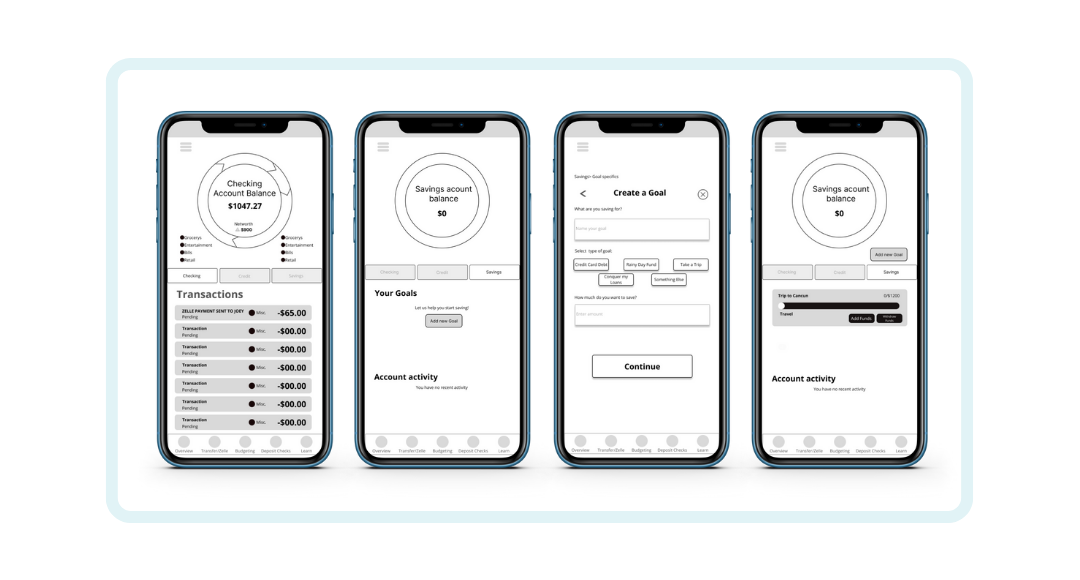 Checking
Account Balance
$1047.27
Networth
$800
Grocerys
Entertainment
Bills
Retail
Grocerys
Entertainment
Bills
Retail
Checking
Credit
Savings
Transactions
ZELLE PAYMENT SENT TO JOEY
Pending
Misc.
-$65.00
Transaction
Pending
Misc.
-$00.00
Transaction
Pending
Misc.
-$00.00
Transaction
Pending
Misc.
-$00.00
Transaction
Pending
Misc.
-$00.00
Transaction
Pending
Misc.
-$00.00
Transaction
Pending
Misc.
-$00.00
Overview
Transfer/Zelle
Budgeting
Deposit Checks
Learn
Savings acount
balance
$0
Checking
Credit
Savings
Your Goals
Let us help you start saving!
Add new Goal
Account activity
You have no recent activity
Overview
Transfer/Zelle
Budgeting
Deposit Checks
Learn
Savings> Goal specifics
<
Create a Goal
What are you saving for?
Name your goal
Select type of goal
Credit Card Debt
Rainy Day Fund
Take a Trip
Conquer my
Loans
Something Else
How much do you want to save?
Enter amount
Continue
Overview
Transfer/Zelle
Budgeting
Deposit Checks
Learn
Savings acount
balance
$0
Add new Goal
Checking
Credit
Savings
Trip to Cancun
0/$1200
Travel
Add Funds
Account activity
You have no recent activity
Overview
Transfer/Zelle
Budgeting
Deposit Checks
Learn